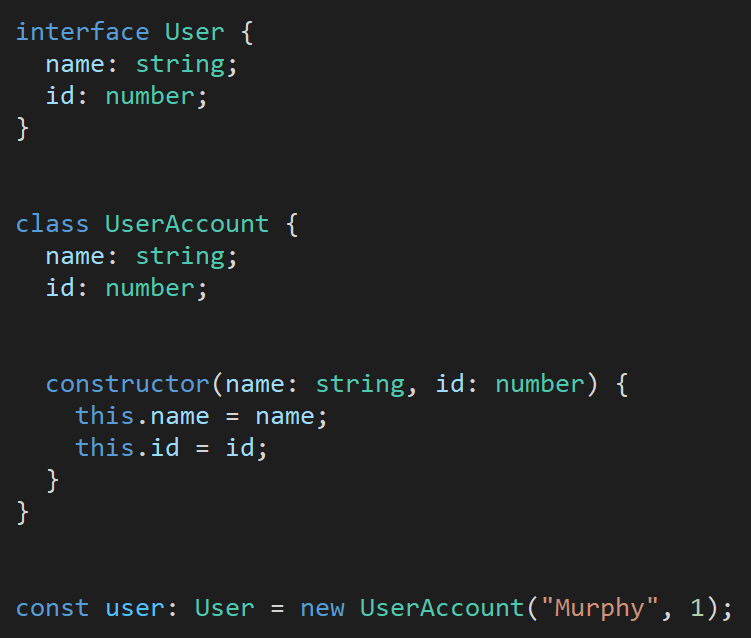 interface User {
  name: string;
  id: number;
}
class UserAccount {
  name: string;
  id: number;
  constructor(name: string, id: number) {
    this.name = name;
    this.id = id;
  }
}
const user: User = new UserAccount("Murphy", 1);